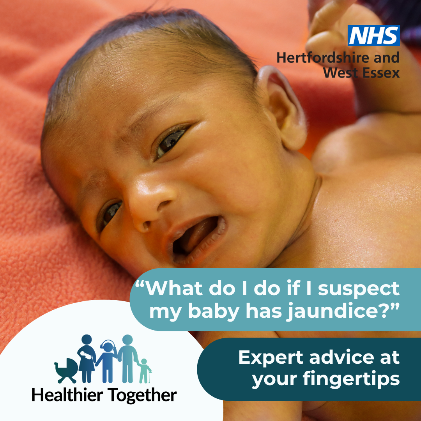 NHS
Hertfordshire and
West Essex
“What do I do if I suspect
my baby has jaundice?”
Expert advice at
your fingertips
Healthier Together